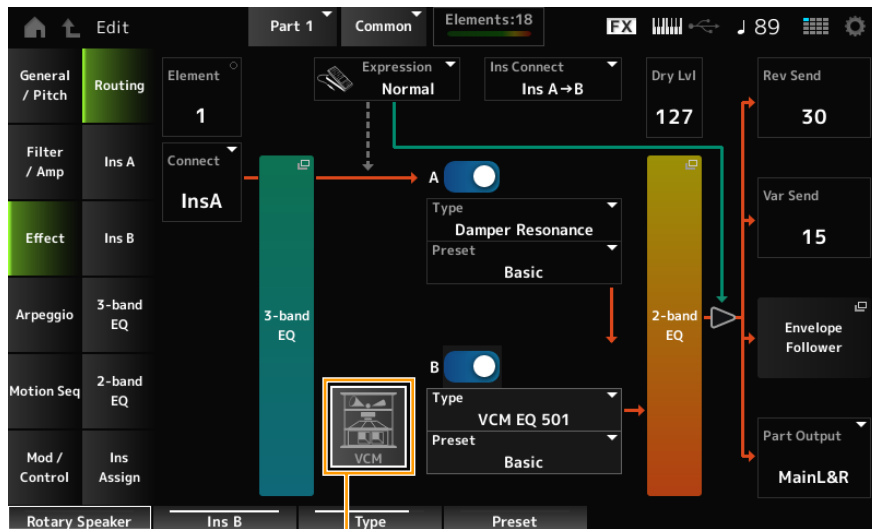 Edit
Part 1
Common
Elements:18
FX
89
General
/ Pitch
Routing
Element
1
Expression
Normal
Ins Connect
Ins A→B
Dry Lvl
127
Rev Send
30
Filter
/ Amp
Ins A
Connect
InsA
A
Type
Damper Resonance
Preset
Basic
Var Send
15
Effect
Ins B
Arpeggio
3-band
EQ
3-band
EQ
2-band
EQ
Envelope
Follower
Motion Seq
2-band
EQ
B
Type
VCM EQ 501
Preset
Basic
VCM
Mod /
Control
Ins
Assign
Part Output
MainL&R
Rotary Speaker
Ins B
Type
Preset